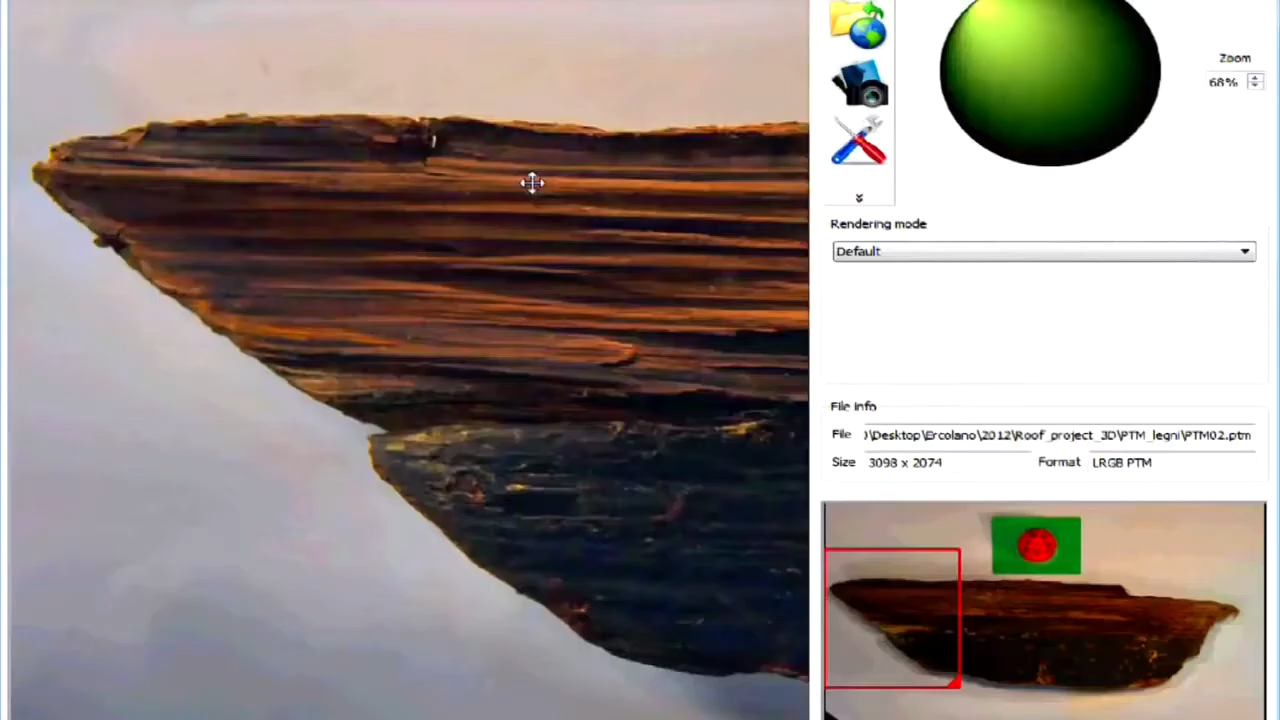 Zoom
68%
Rendering mode
Default
File Info
File )\Desktop\Ercolano\2012\Roof_project_3D\PTM_legni\PTM02.ptm
Size 3098 x 2074 Format LRGB PTM